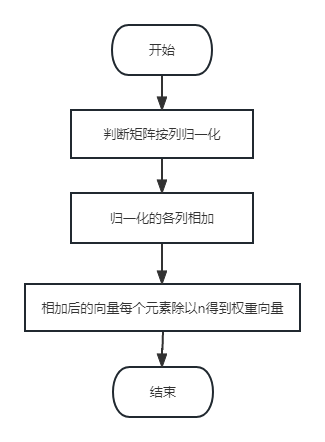 开始
判断矩阵按列归一化
归一化的各列相加
相加后的向量每个元素除以n得到权重向量
结束